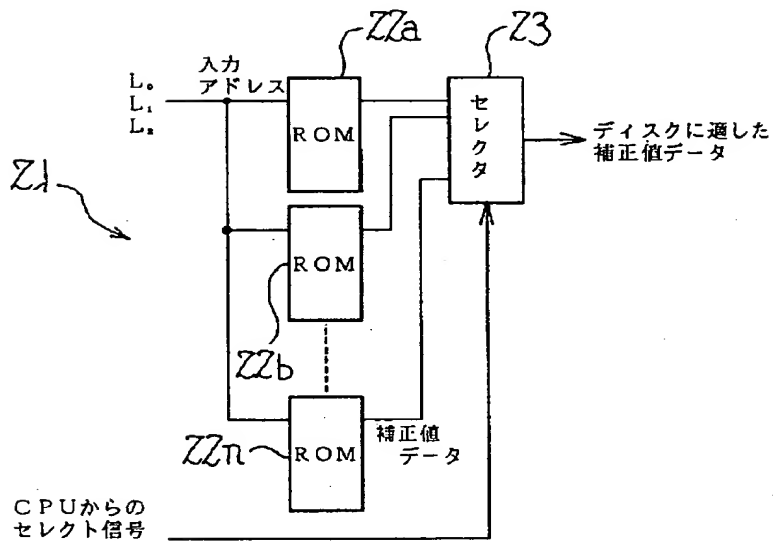 22a
23
入力
アドレス
L₀
L₁
L₂
ROM
セレクタ
ディスクに適した
補正値データ
21
ROM
22b
ROM
22n
補正値
データ
CPUからの
セレクト信号